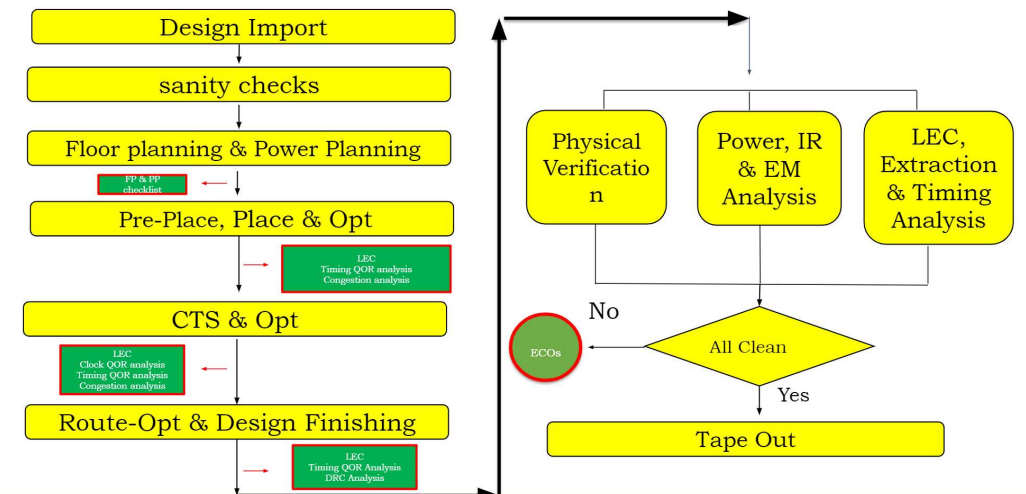 Design Import
sanity checks
Floor planning & Power Planning
FP & PP
checklist
Pre-Place, Place & Opt
LEC
Timing QOR analysis
Congestion analysis
CTS & Opt
LEC
Clock QOR analysis
Timing QOR analysis
Congestion analysis
Route-Opt & Design Finishing
LEC
Timing QOR Analysis
DRC Analysis
Physical
Verificatio
n
Power, IR
& EM
Analysis
LEC,
Extraction
& Timing
Analysis
No
ECOs
All Clean
Yes
Tape Out